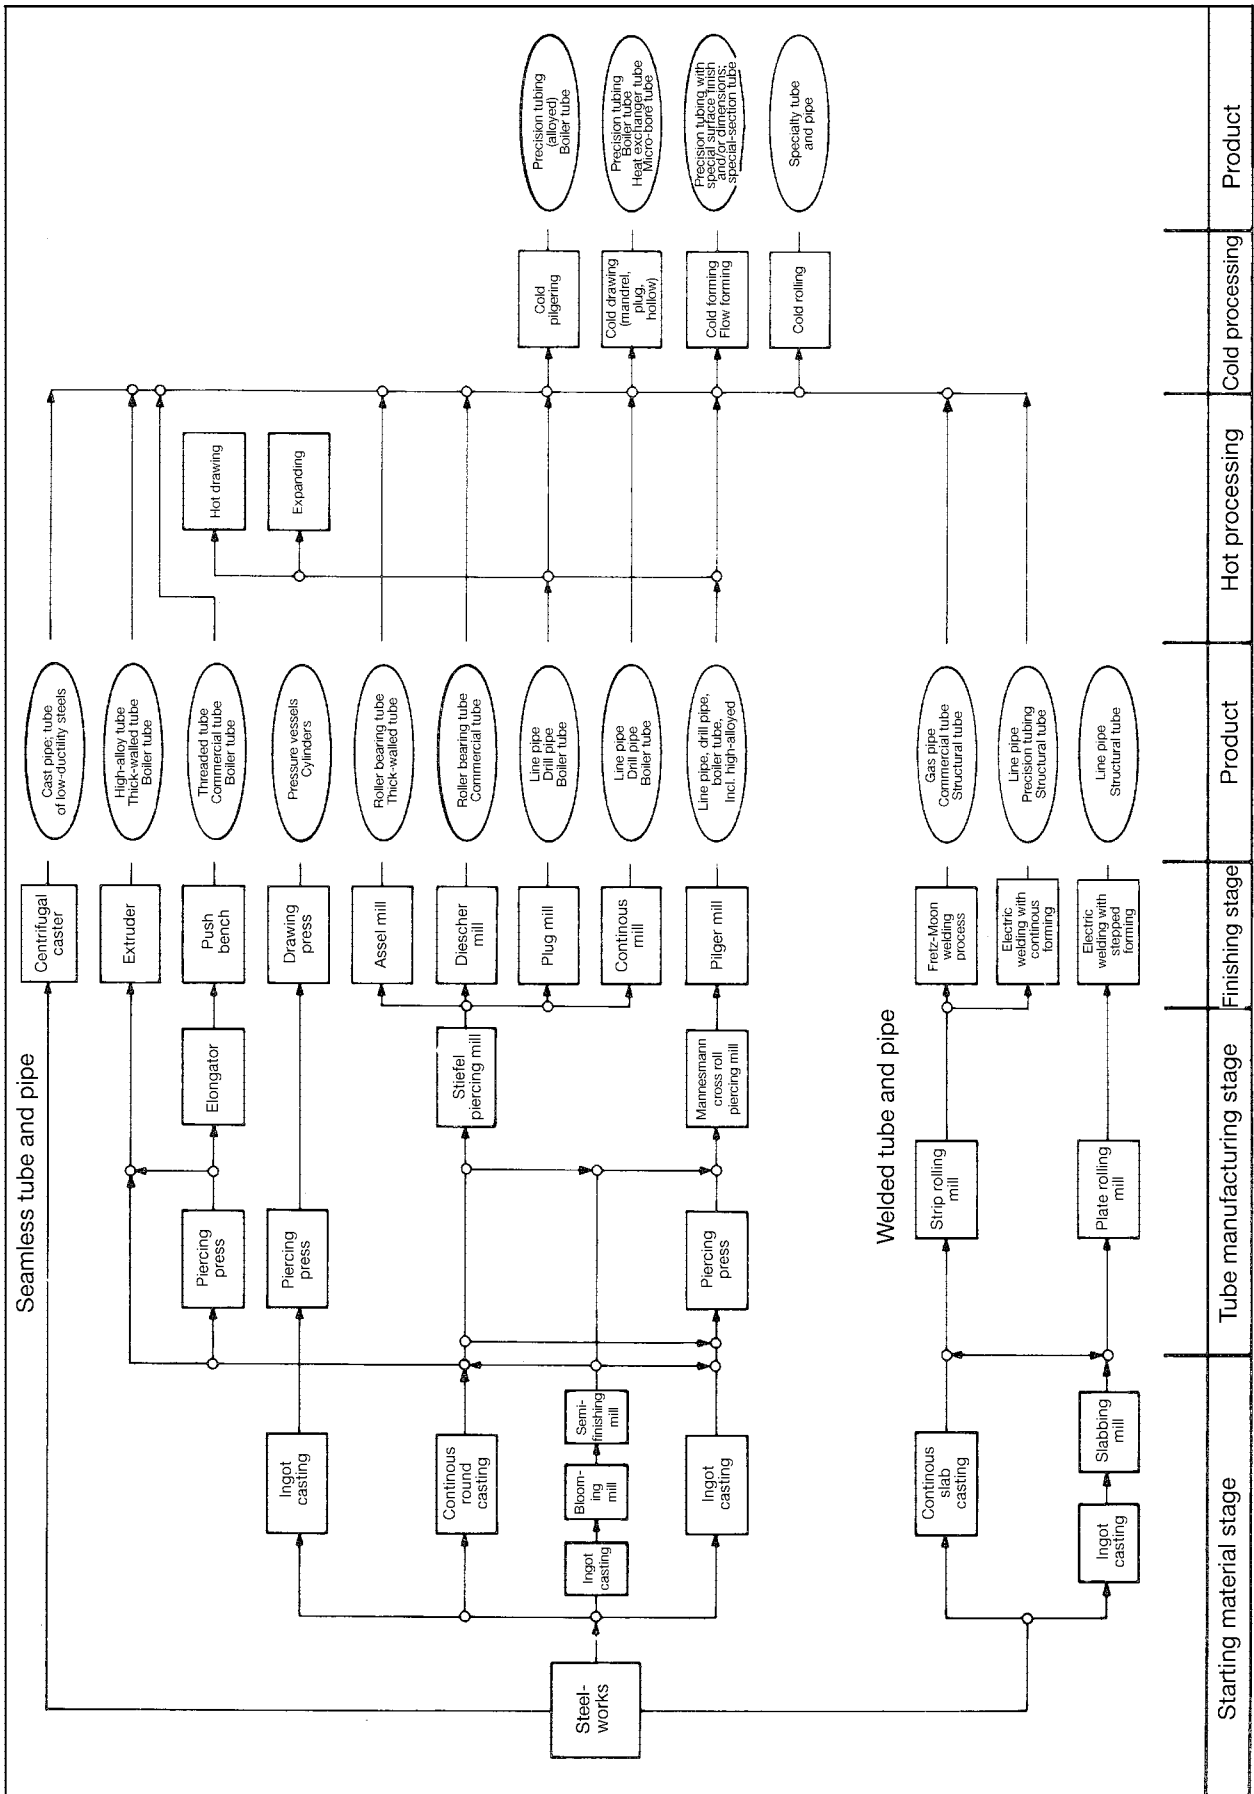 Seamless tube and pipe
Steel-
works
Ingot
casting
Continous
round
casting
Ingot
casting
Bloom-
ing
mill
Semi-
finishing
mill
Ingot
casting
Piercing
press
Elongator
Piercing
press
Stiefel
piercing mill
Piercing
press
Mannesmann
cross roll
piercing mill
Centrifugal
caster
Extruder
Push
bench
Drawing
press
Assel mill
Diescher
mill
Plug mill
Continous
mill
Pilger mill
Cast pipe; tube
of low-ductility steels
High-alloy tube
Thick-walled tube
Boiler tube
Threaded tube
Commercial tube
Boiler tube
Pressure vessels
Cylinders
Roller bearing tube
Thick-walled tube
Roller bearing tube
Commercial tube
Line pipe
Drill pipe
Boiler tube
Line pipe
Drill pipe
Boiler tube
Line pipe, drill pipe,
boiler tube,
Incl. high-alloyed
Hot drawing
Expanding
Cold
pilgering
Cold drawing
(mandrel,
plug,
hollow)
Cold forming
Flow forming
Cold rolling
Precision tubing
(alloyed)
Boiler tube
Precision tubing
Boiler tube
Heat exchanger tube
Micro-bore tube
Precision tubing with
special surface finish
and/or dimensions;
special-section tube
Specialty tube
and pipe
Welded tube and pipe
Continous
slab
casting
Ingot
casting
Slabbing
mill
Strip rolling
mill
Plate rolling
mill
Fretz-Moon
welding
process
Electric
welding with
continous
forming
Electric
welding with
stepped
forming
Gas pipe
Commercial tube
Structural tube
Line pipe
Precision tubing
Structural tube
Line pipe
Structural tube
Starting material stage
Tube manufacturing stage
Finishing stage
Product
Hot processing
Cold processing
Product